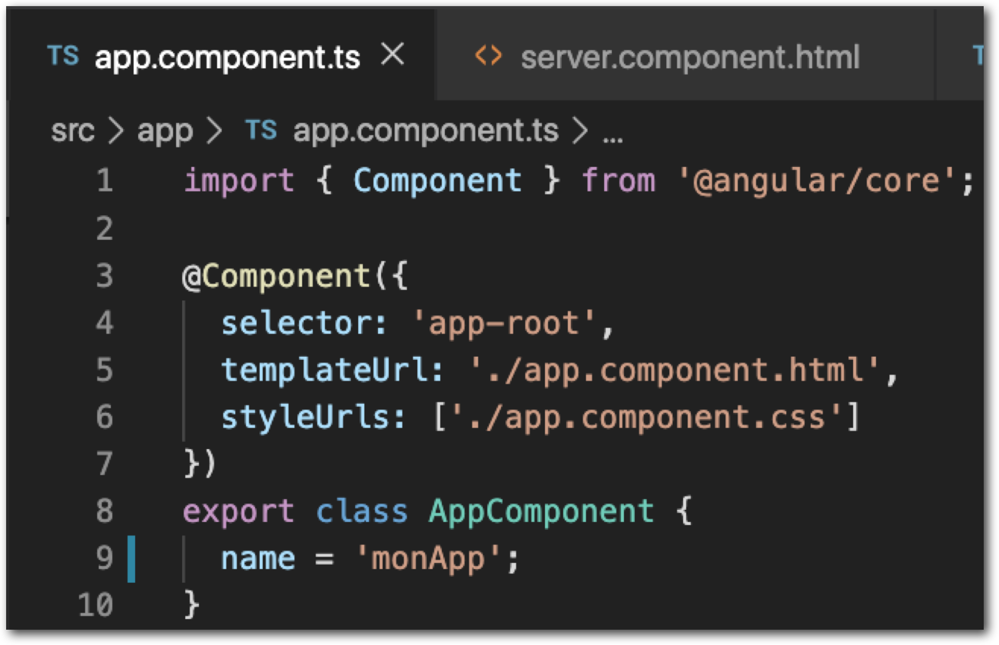 TS app.component.ts × <> server.component.html T
src > app > TS app.component.ts > ...
1 import { Component } from '@angular/core';
2
3 @Component({
4 selector: 'app-root',
5 templateUrl: './app.component.html',
6 styleUrls: ['./app.component.css']
7 })
8 export class AppComponent {
9 name = 'monApp';
10 }